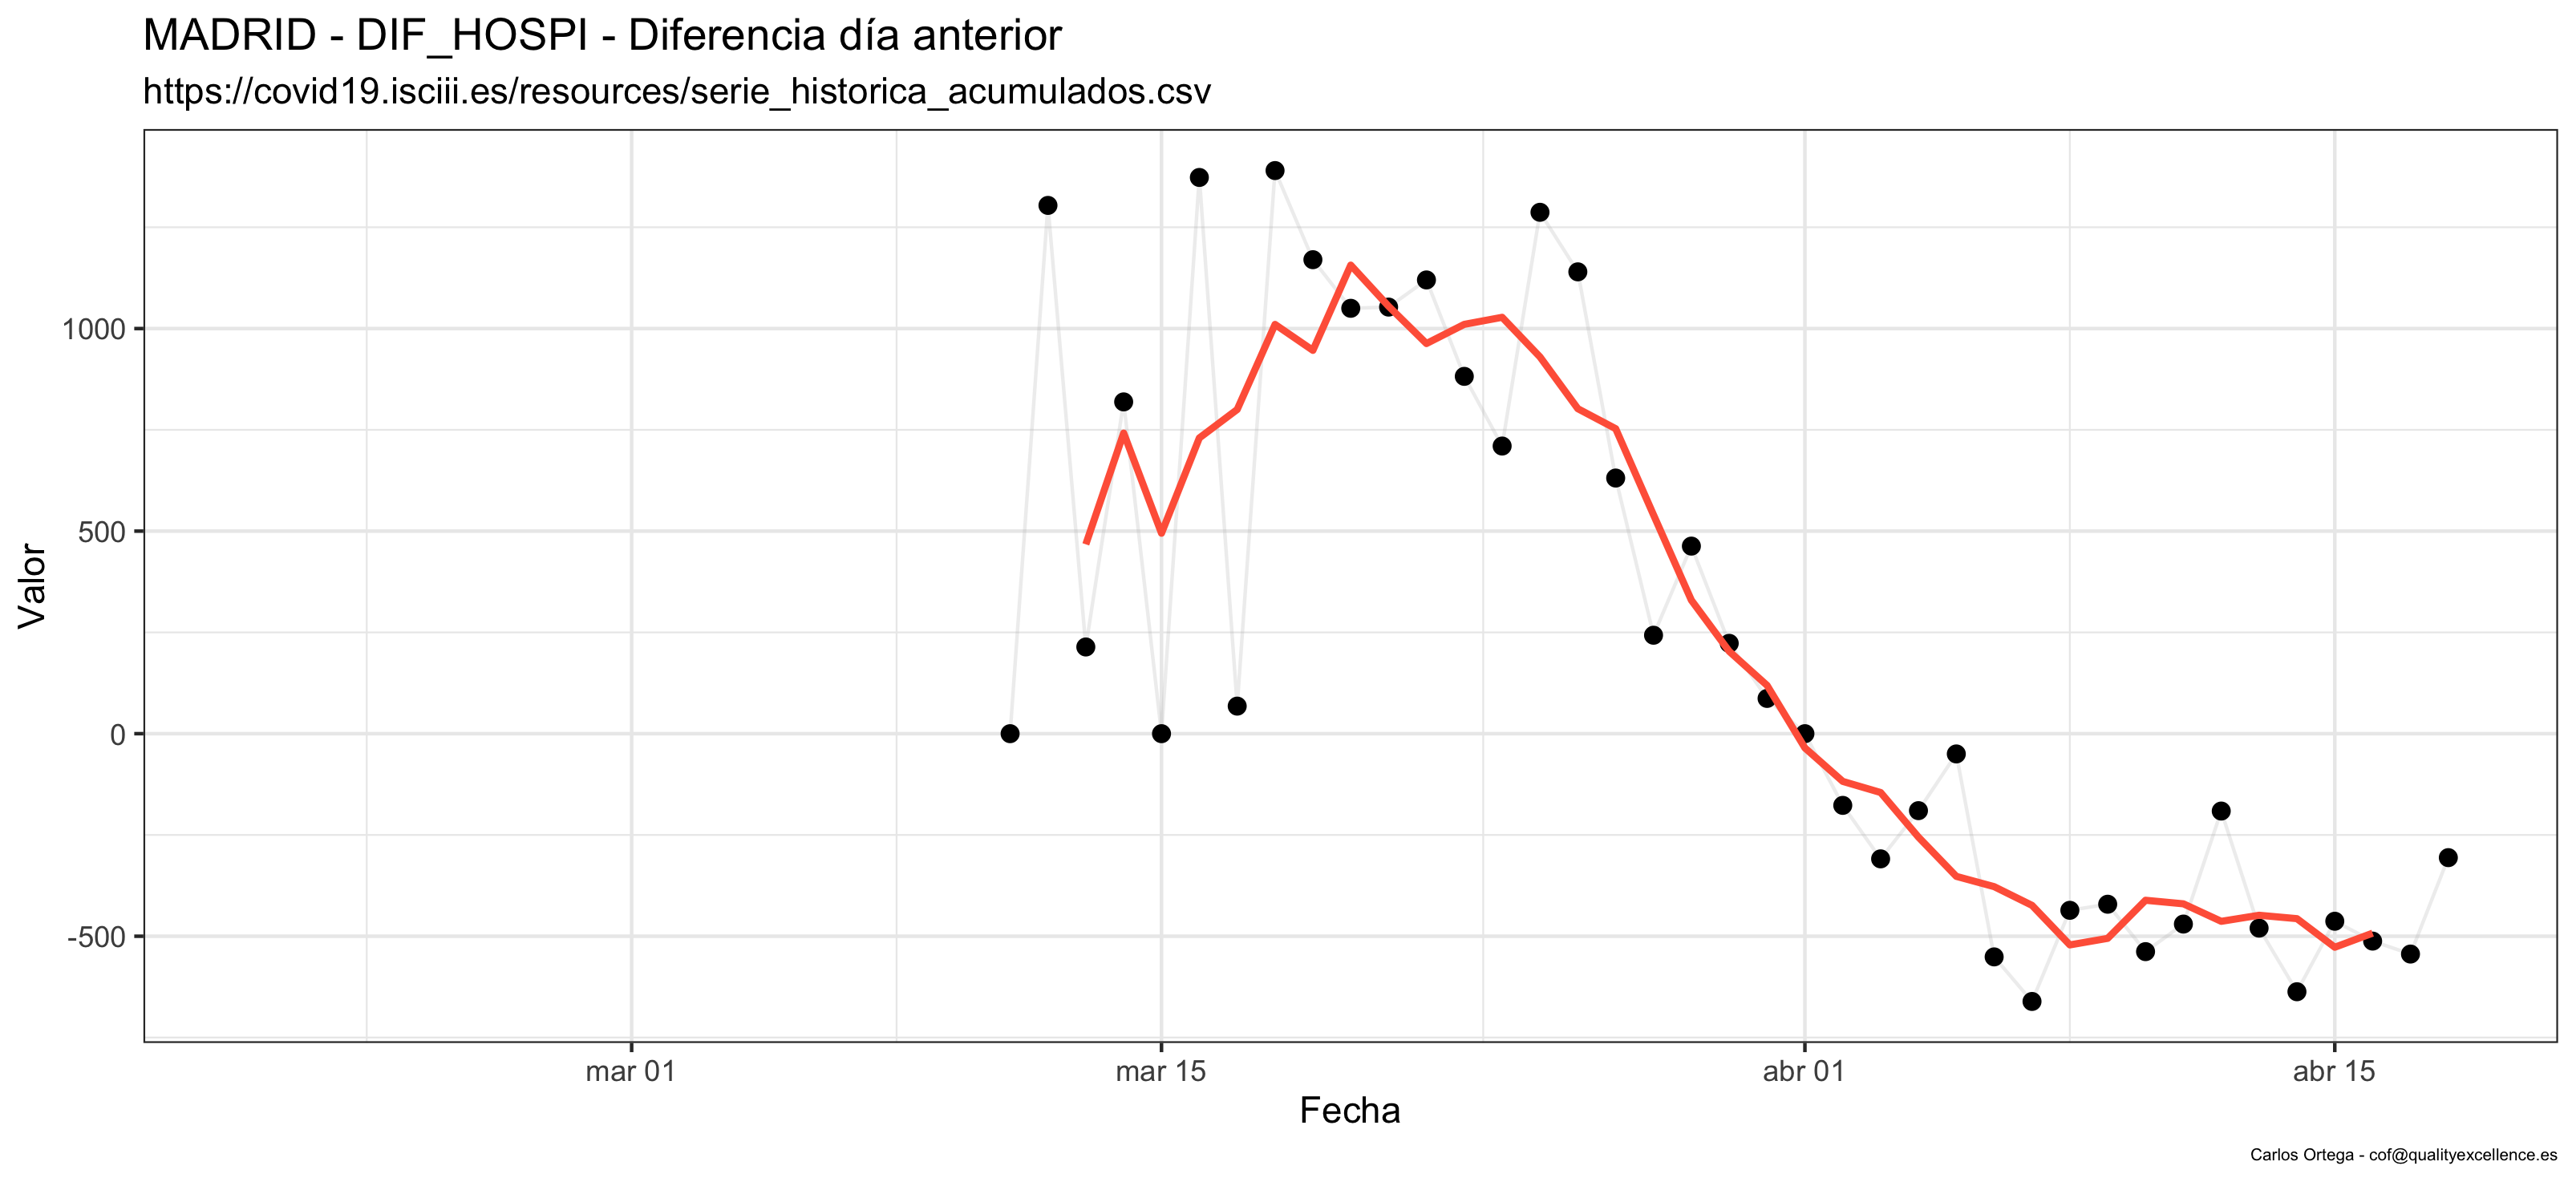 MADRID - DIF_HOSPI - Diferencia día anterior
https://covid19.isciii.es/resources/serie_historica_acumulados.csv
Valor
1000
500
0
-500
mar 01
mar 15
abr 01
abr 15
Fecha
Carlos Ortega - cof@qualityexcellence.es